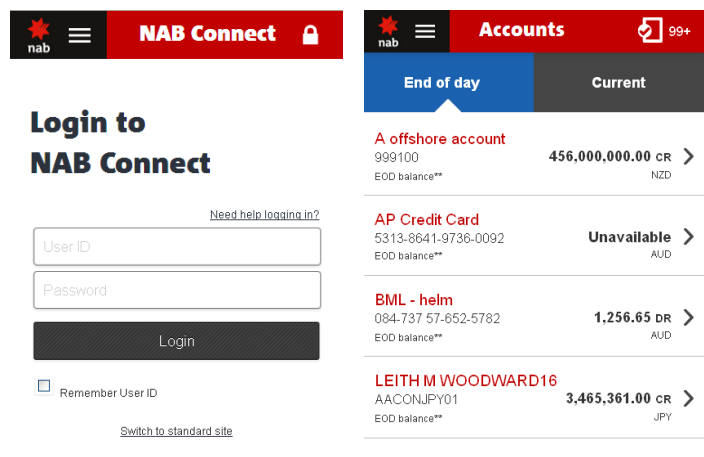 nab
NAB Connect
Login to
NAB Connect
Need help logging in?
User ID
Password
Login
Remember User ID
Switch to standard site
nab
Accounts
99+
End of day
Current
A offshore account
999100
456,000,000.00 CR
EOD balance**
NZD
AP Credit Card
5313-8641-9736-0092
Unavailable
EOD balance**
AUD
BML - helm
084-737 57-652-5782
1,256.65 DR
EOD balance**
AUD
LEITH M WOODWARD16
AACONJPY01
3,465,361.00 CR
EOD balance**
JPY